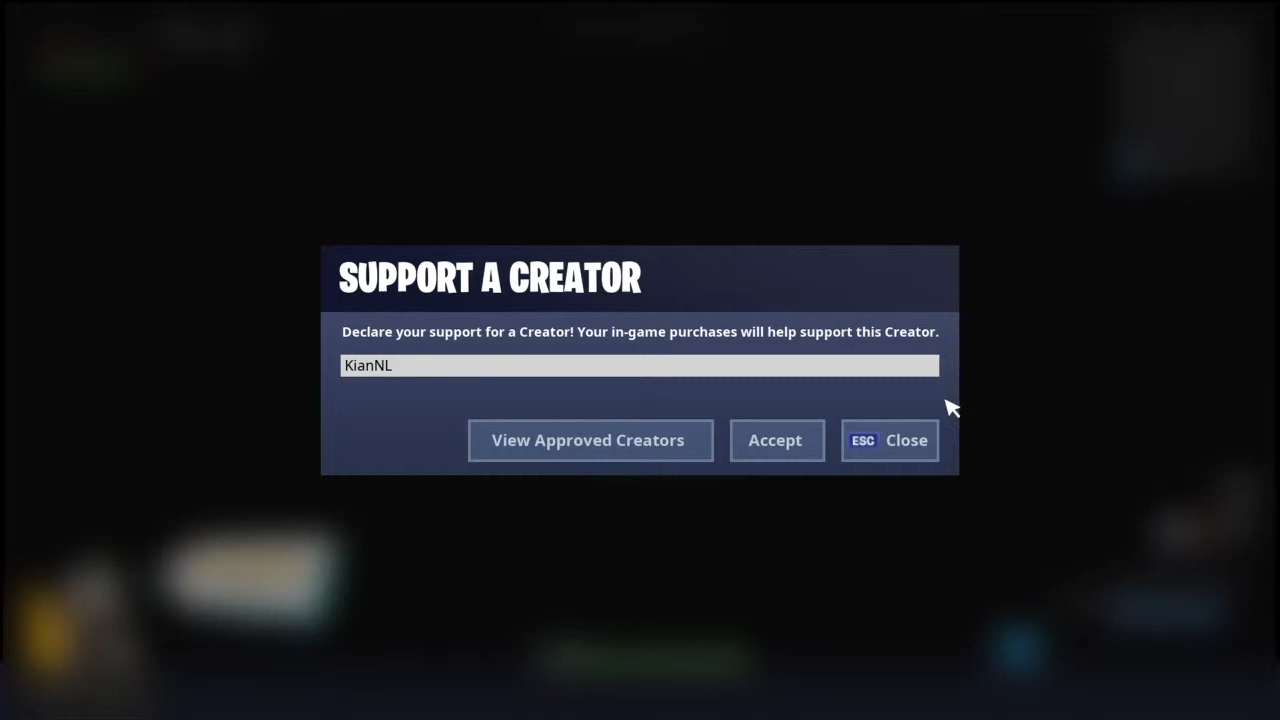 SUPPORT A CREATOR
Declare your support for a Creator! Your in-game purchases will help support this Creator.
KianNL
View Approved Creators
Accept
ESC Close